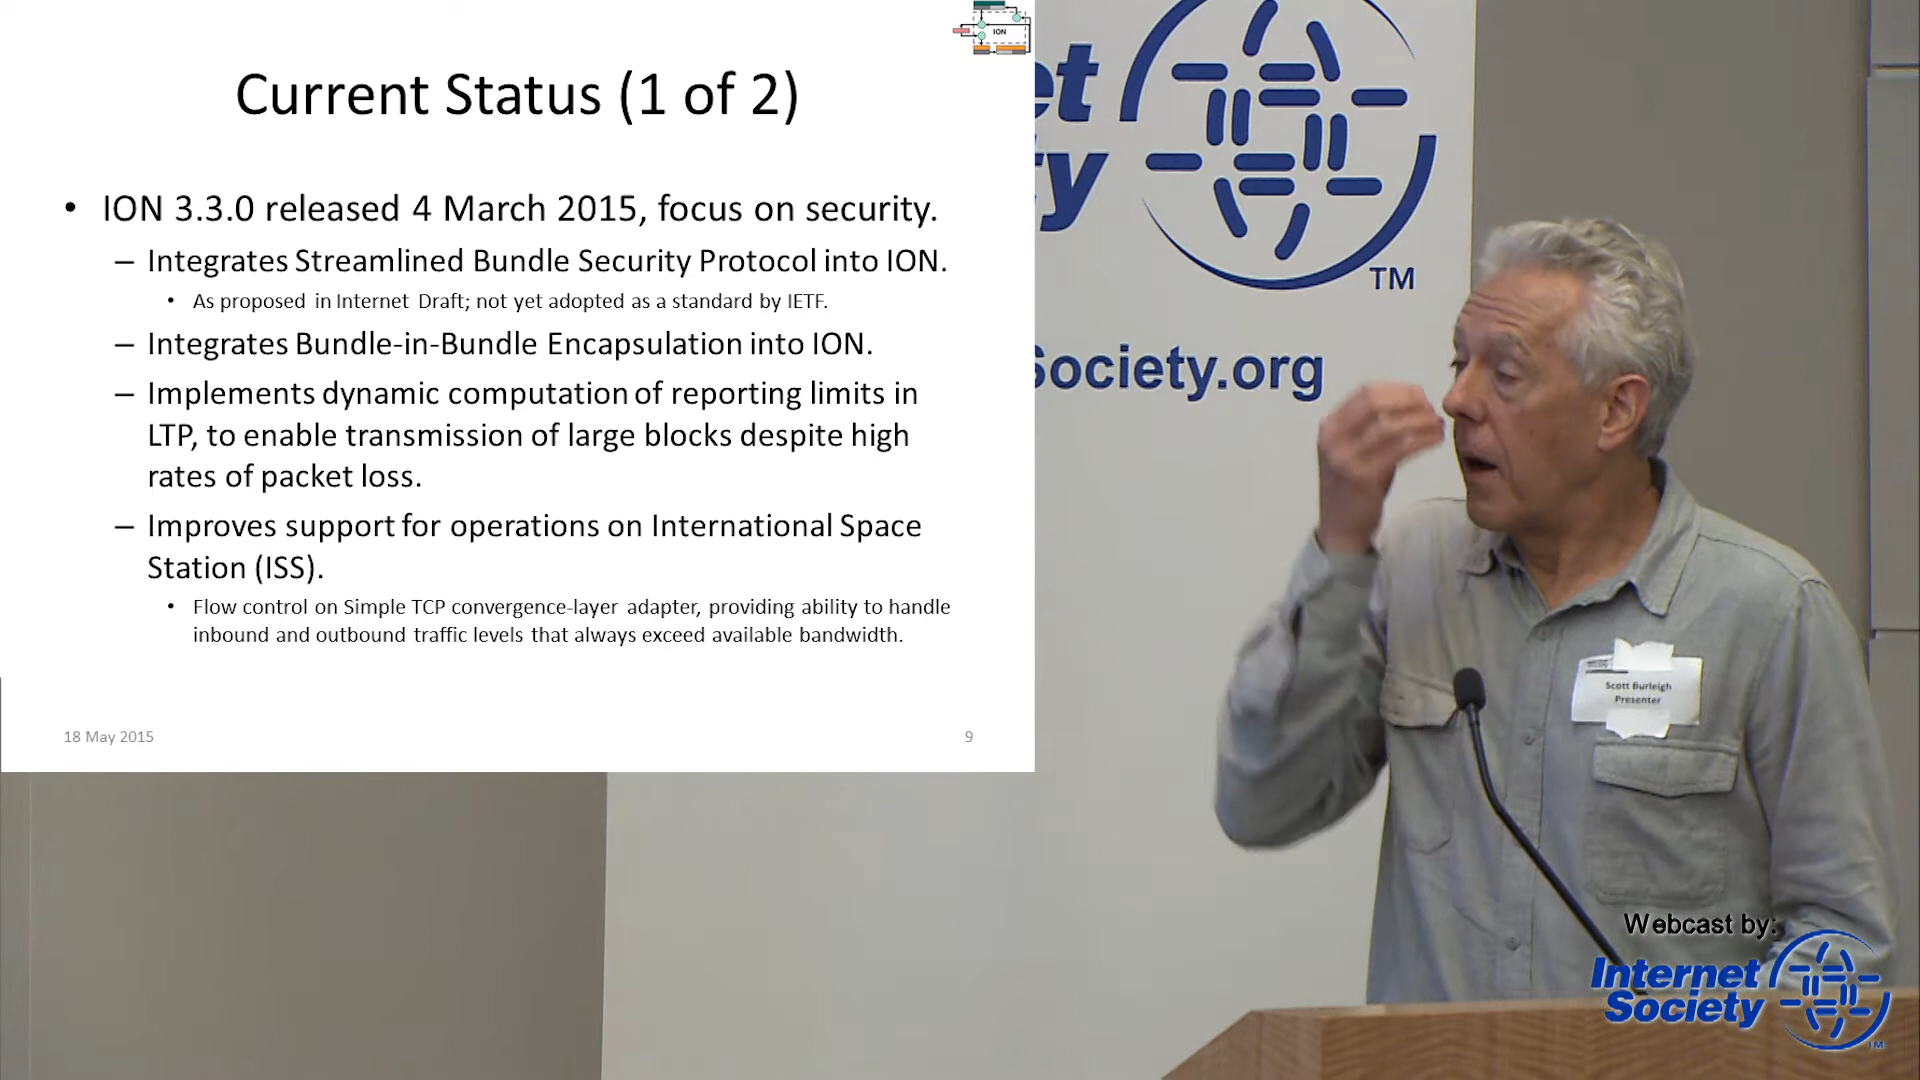 ION
Current Status (1 of 2)
• ION 3.3.0 released 4 March 2015, focus on security.
– Integrates Streamlined Bundle Security Protocol into ION.
• As proposed in Internet Draft; not yet adopted as a standard by IETF.
– Integrates Bundle-in-Bundle Encapsulation into ION.
– Implements dynamic computation of reporting limits in
LTP, to enable transmission of large blocks despite high
rates of packet loss.
– Improves support for operations on International Space
Station (ISS).
• Flow control on Simple TCP convergence-layer adapter, providing ability to handle
inbound and outbound traffic levels that always exceed available bandwidth.
18 May 2015
9
et
ty
TM
Society.org
Scott Burleigh
Presenter
Webcast by:
Internet
Society
TM